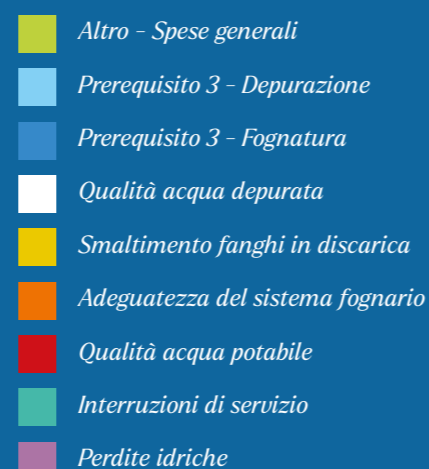 Altro - Spese generali
Prerequisito 3 - Depurazione
Prerequisito 3 - Fognatura
Qualità acqua depurata
Smaltimento fanghi in discarica
Adeguatezza del sistema fognario
Qualità acqua potabile
Interruzioni di servizio
Perdite idriche